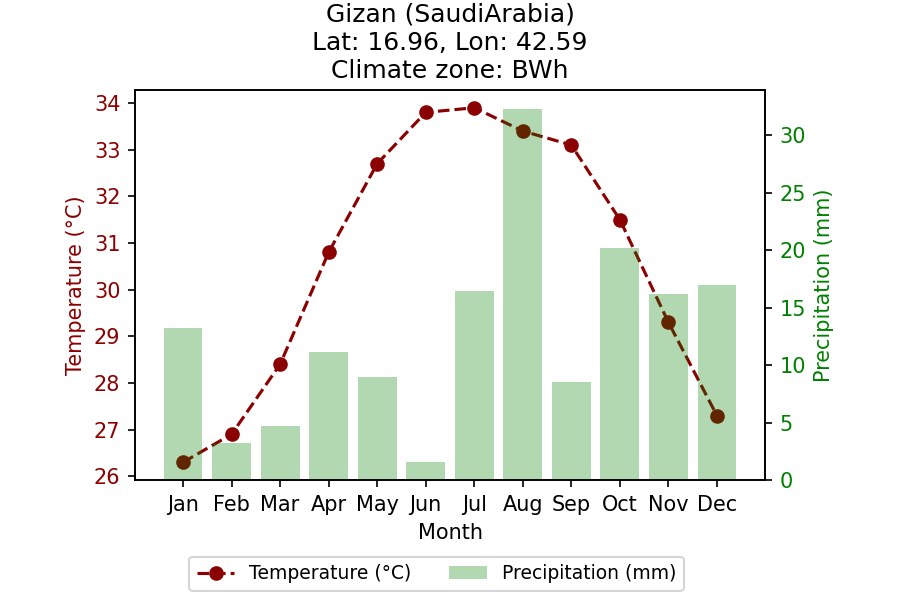 Gizan (SaudiArabia)
Lat: 16.96, Lon: 42.59
Climate zone: BWh
34
33
32
31
30
29
28
27
26
Temperature (°C)
30
25
20
15
10
5
0
Precipitation (mm)
Jan Feb Mar Apr May Jun Jul Aug Sep Oct Nov Dec
Month
Temperature (°C) Precipitation (mm)